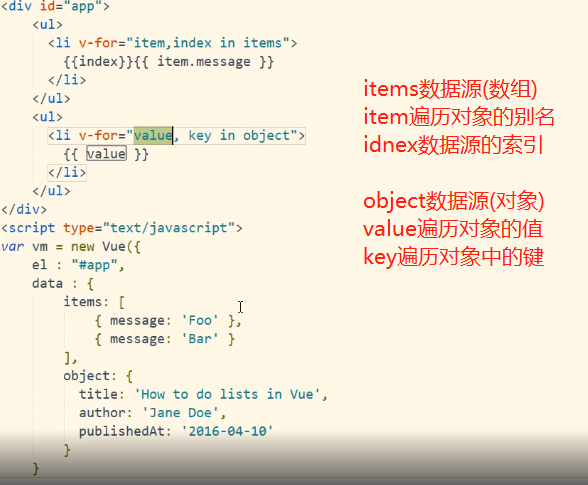 <div id="app">
<ul>
<li v-for="item,index in items">
{{index}}{{ item.message }}
</li>
</ul>
<ul>
<li v-for="value, key in object">
{{ value }}
</li>
</ul>
</div>
<script type="text/javascript">
var vm = new Vue({
el : "#app",
data : {
items: [
{ message: 'Foo' },
{ message: 'Bar' }
],
object: {
title: 'How to do lists in Vue',
author: 'Jane Doe',
publishedAt: '2016-04-10'
}
}
items数据源(数组)
item遍历对象的别名
idnex数据源的索引
object数据源(对象)
value遍历对象的值
key遍历对象中的键